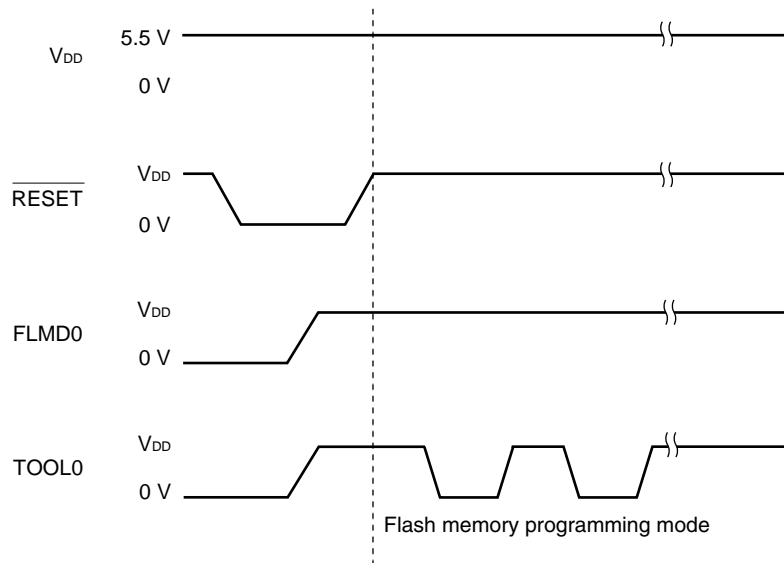 5.5 V
VDD
0 V
VDD
RESET
0 V
VDD
FLMD0
0 V
VDD
TOOL0
0 V
Flash memory programming mode